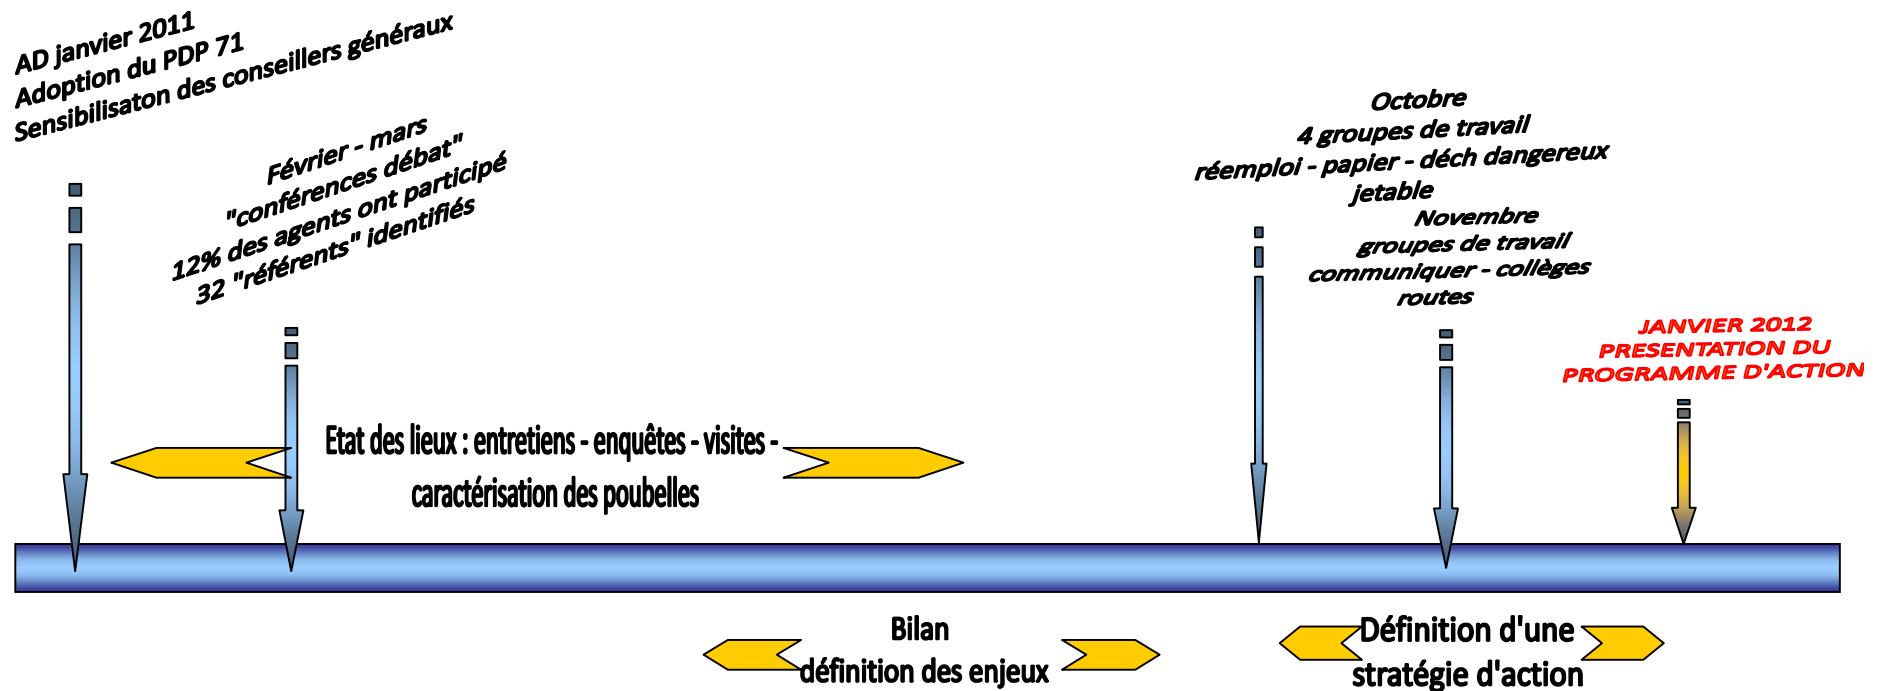 AD janvier 2011
Adoption du PDP 71
Sensibilisaton des conseillers généraux
Février - mars
"conférences débat"
12% des agents ont participé
32 "référents" identifiés
Octobre
4 groupes de travail
réemploi - papier - déch dangereux
jetable
Novembre
groupes de travail
communiquer - collèges
routes
JANVIER 2012
PRESENTATION DU
PROGRAMME D'ACTION
Etat des lieux : entretiens - enquêtes - visites -
caractérisation des poubelles
Bilan
définition des enjeux
Définition d'une
stratégie d'action